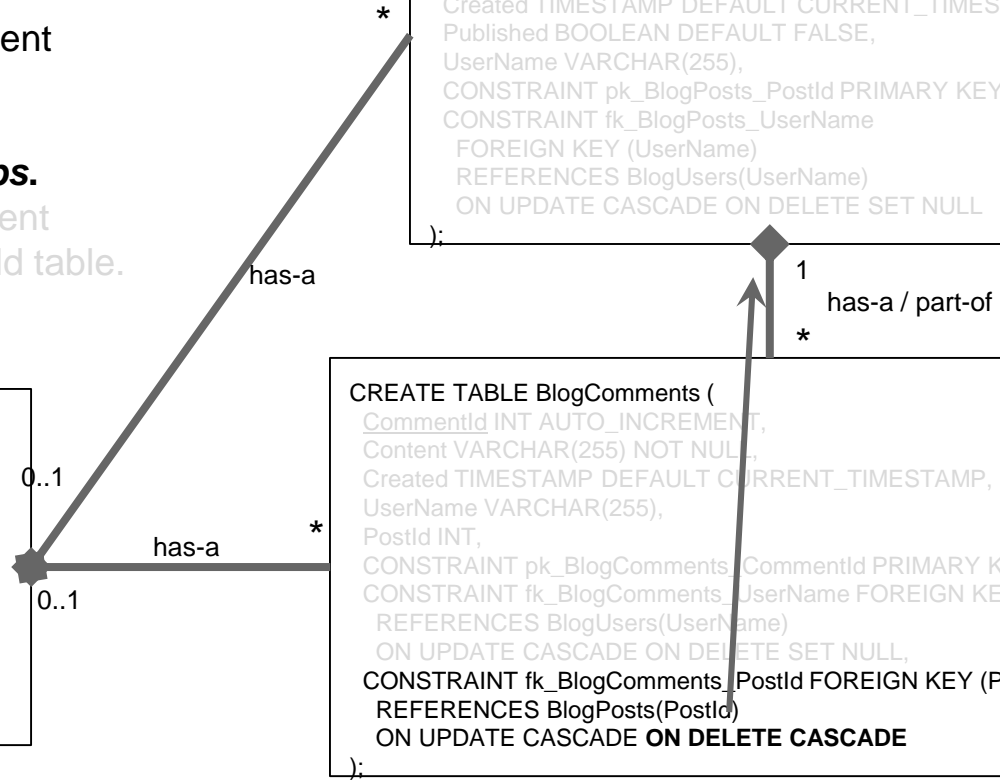 ent
ps.
ent
ld table.
*
Created TIMESTAMP DEFAULT CURRENT_TIMES
Published BOOLEAN DEFAULT FALSE,
UserName VARCHAR(255),
CONSTRAINT pk_BlogPosts_PostId PRIMARY KEY
CONSTRAINT fk_BlogPosts_UserName
FOREIGN KEY (UserName)
REFERENCES BlogUsers(UserName)
ON UPDATE CASCADE ON DELETE SET NULL
);
has-a
1
has-a / part-of
*
0..1
has-a
*
0..1
CREATE TABLE BlogComments (
CommentId INT AUTO_INCREMENT,
Content VARCHAR(255) NOT NULL,
Created TIMESTAMP DEFAULT CURRENT_TIMESTAMP,
UserName VARCHAR(255),
PostId INT,
CONSTRAINT pk_BlogComments_CommentId PRIMARY K
CONSTRAINT fk_BlogComments_UserName FOREIGN KE
REFERENCES BlogUsers(UserName)
ON UPDATE CASCADE ON DELETE SET NULL,
CONSTRAINT fk_BlogComments_PostId FOREIGN KEY (P
REFERENCES BlogPosts(PostId)
ON UPDATE CASCADE ON DELETE CASCADE
);